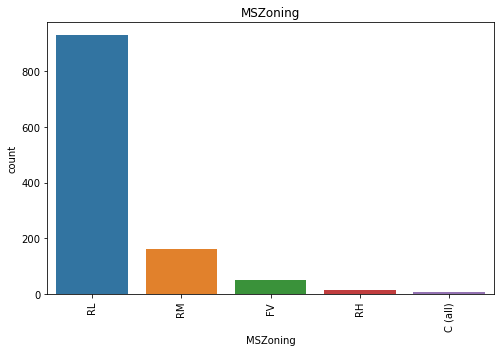 MSZoning
count
800
600
400
200
0
RL
RM
FV
RH
C (all)
MSZoning